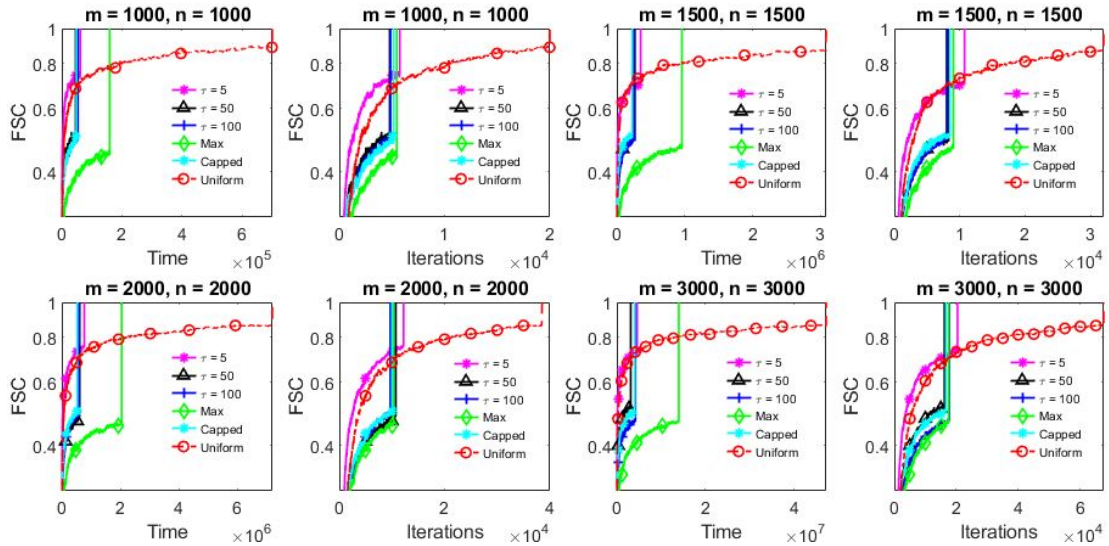 m = 1000, n = 1000
FSC
1
0.8
0.6
0.4
τ = 5
τ = 50
τ = 100
Max
Capped
Uniform
0 2 4 6
Time ×10^5
m = 1000, n = 1000
FSC
1
0.8
0.6
0.4
τ = 5
τ = 50
τ = 100
Max
Capped
Uniform
0 1 2
Iterations ×10^4
m = 1500, n = 1500
FSC
1
0.8
0.6
0.4
τ = 5
τ = 50
τ = 100
Max
Capped
Uniform
0 1 2 3
Time ×10^6
m = 1500, n = 1500
FSC
1
0.8
0.6
0.4
τ = 5
τ = 50
τ = 100
Max
Capped
Uniform
0 1 2 3
Iterations ×10^4
m = 2000, n = 2000
FSC
1
0.8
0.6
0.4
τ = 5
τ = 50
τ = 100
Max
Capped
Uniform
0 2 4 6
Time ×10^6
m = 2000, n = 2000
FSC
1
0.8
0.6
0.4
τ = 5
τ = 50
τ = 100
Max
Capped
Uniform
0 2 4
Iterations ×10^4
m = 3000, n = 3000
FSC
1
0.8
0.6
0.4
τ = 5
τ = 50
τ = 100
Max
Capped
Uniform
0 1 2 3 4
Time ×10^7
m = 3000, n = 3000
FSC
1
0.8
0.6
0.4
τ = 5
τ = 50
τ = 100
Max
Capped
Uniform
0 2 4 6
Iterations ×10^4